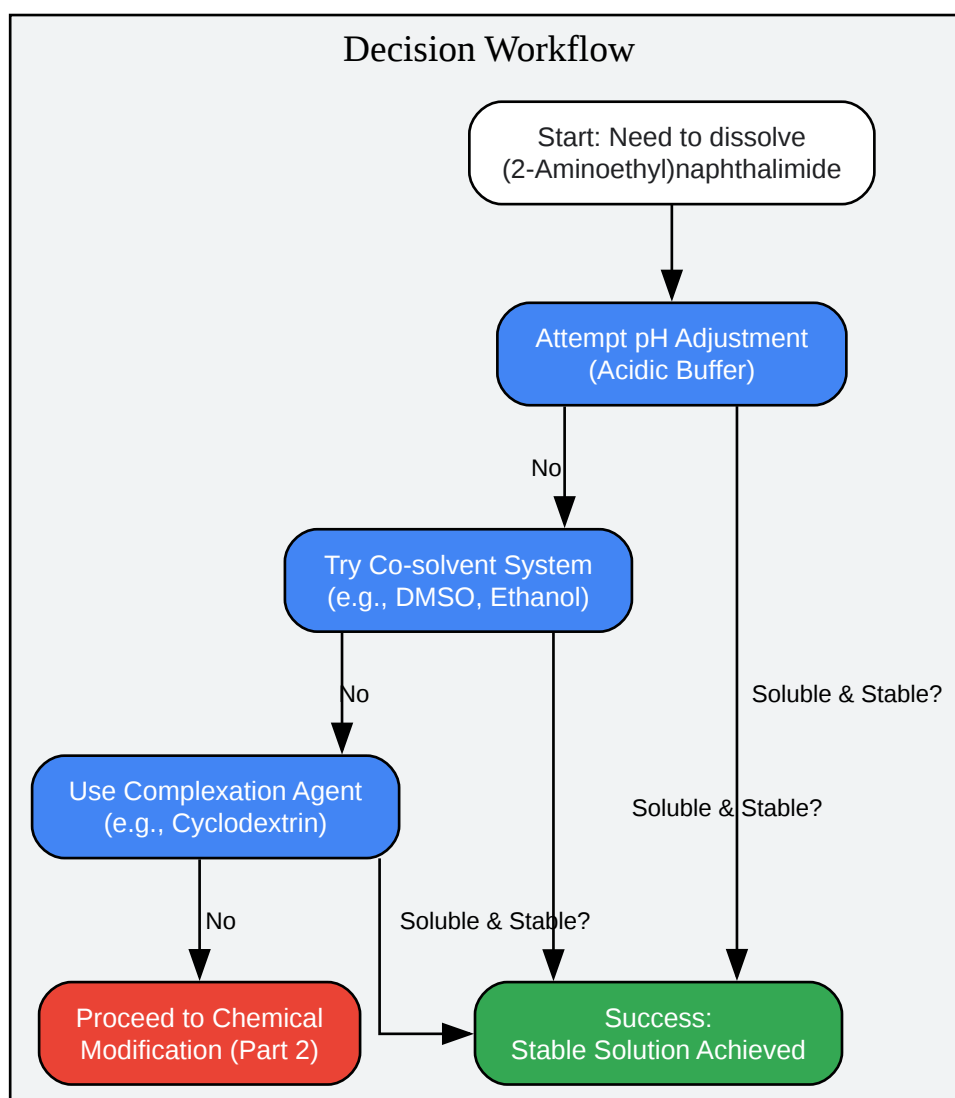 Decision Workflow
Start: Need to dissolve
(2-Aminoethyl)naphthalimide
Attempt pH Adjustment
(Acidic Buffer)
No
Try Co-solvent System
(e.g., DMSO, Ethanol)
No
Soluble & Stable?
Use Complexation Agent
(e.g., Cyclodextrin)
Soluble & Stable?
No
Soluble & Stable?
Proceed to Chemical
Modification (Part 2)
Success:
Stable Solution Achieved